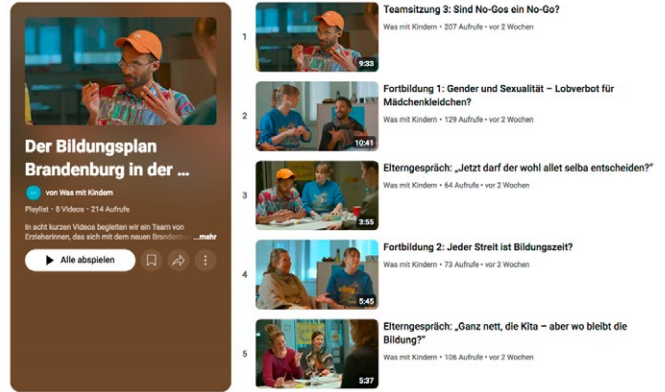 Der Bildungsplan
Brandenburg in der ...
von Was mit Kindern
Playlist • 8 Videos • 214 Aufrufe
In acht kurzen Videos begleiten wir ein Team von
Erzieherinnen, das sich mit dem neuen ...mehr
Alle abspielen
1
9:33
Teamsitzung 3: Sind No-Gos ein No-Go?
Was mit Kindern • 207 Aufrufe • vor 2 Wochen
2
10:41
Fortbildung 1: Gender und Sexualität – Lobverbot für
Mädchenkleidchen?
Was mit Kindern • 129 Aufrufe • vor 2 Wochen
3
3:55
Elterngespräch: „Jetzt darf der wohl allet selba entscheiden?"
Was mit Kindern • 64 Aufrufe • vor 2 Wochen
4
5:45
Fortbildung 2: Jeder Streit ist Bildungszeit?
Was mit Kindern • 73 Aufrufe • vor 2 Wochen
5
5:37
Elterngespräch: „Ganz nett, die Kita – aber wo bleibt die
Bildung?"
Was mit Kindern • 106 Aufrufe • vor 2 Wochen